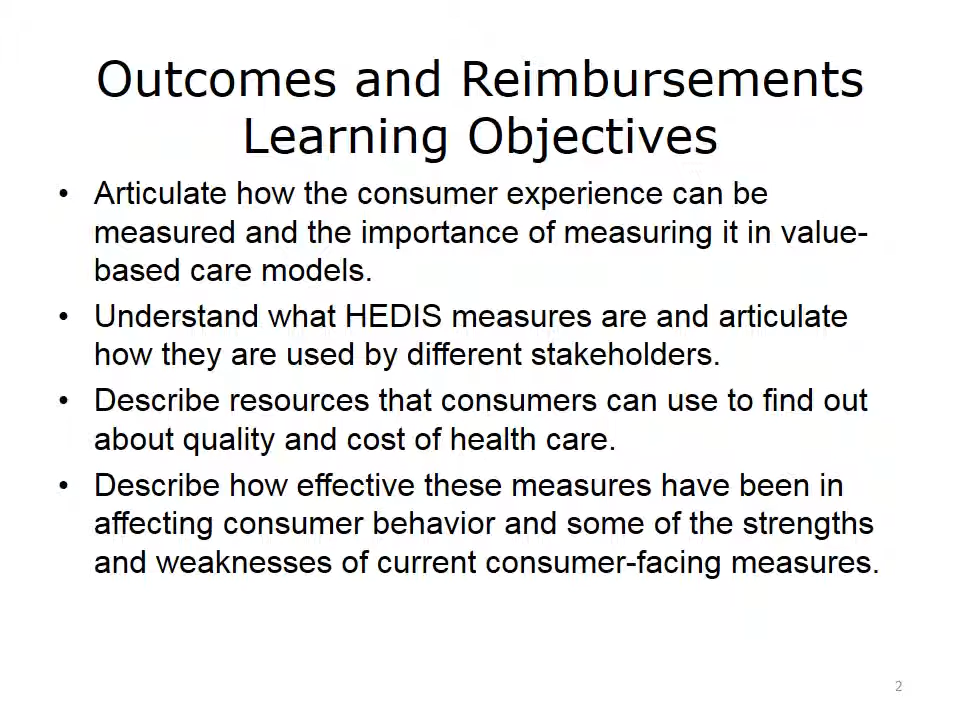 Outcomes and Reimbursements
Learning Objectives
• Articulate how the consumer experience can be
measured and the importance of measuring it in value-
based care models.
• Understand what HEDIS measures are and articulate
how they are used by different stakeholders.
• Describe resources that consumers can use to find out
about quality and cost of health care.
• Describe how effective these measures have been in
affecting consumer behavior and some of the strengths
and weaknesses of current consumer-facing measures.
2